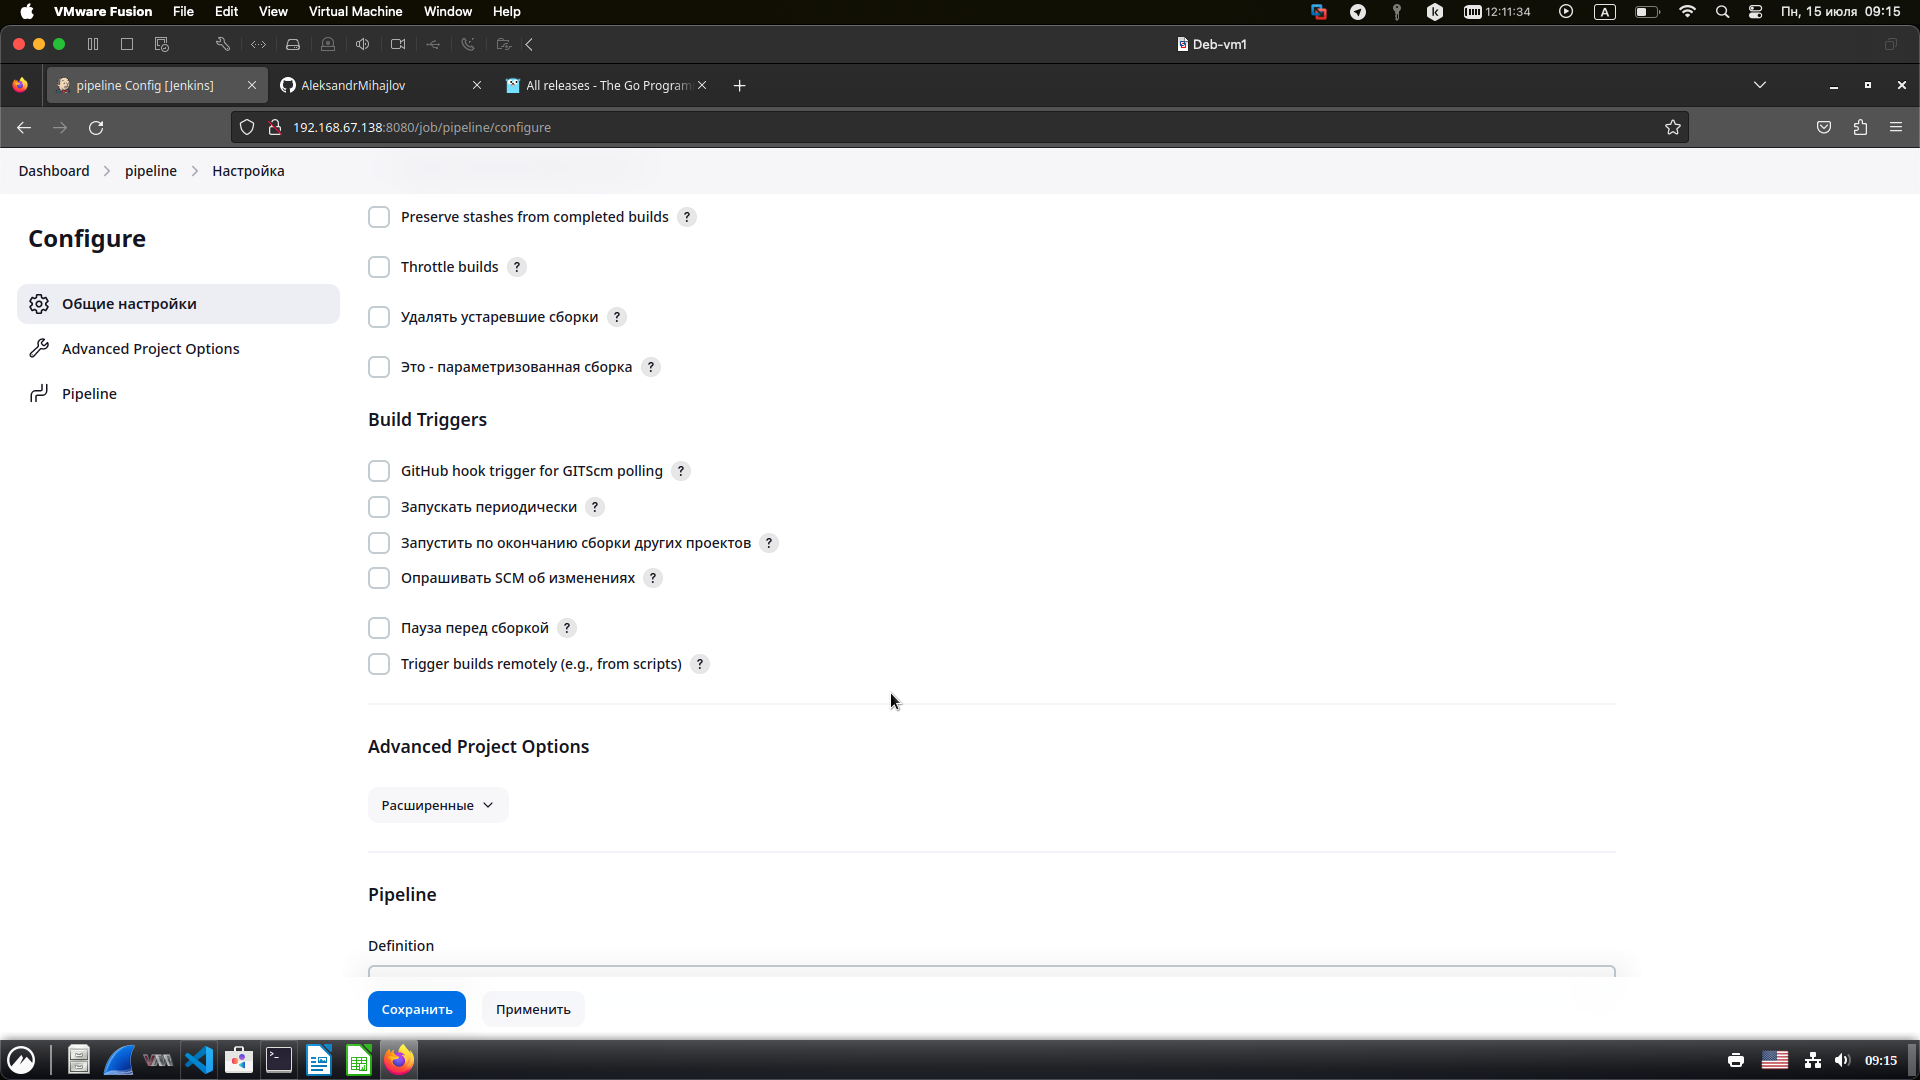 VMware Fusion File Edit View Virtual Machine Window Help 12:11:34 A Пн, 15 июля 09:15
Deb-vm1
pipeline Config [Jenkins] AleksandrMihajlov All releases - The Go Program
192.168.67.138:8080/job/pipeline/configure
Dashboard pipeline Настройка
Configure
Общие настройки
Advanced Project Options
Pipeline
Preserve stashes from completed builds ?
Throttle builds ?
Удалять устаревшие сборки ?
Это - параметризованная сборка ?
Build Triggers
GitHub hook trigger for GITScm polling ?
Запускать периодически ?
Запустить по окончанию сборки других проектов ?
Опрашивать SCM об изменениях ?
Пауза перед сборкой ?
Trigger builds remotely (e.g., from scripts) ?
Advanced Project Options
Расширенные
Pipeline
Definition
Сохранить Применить
09:15